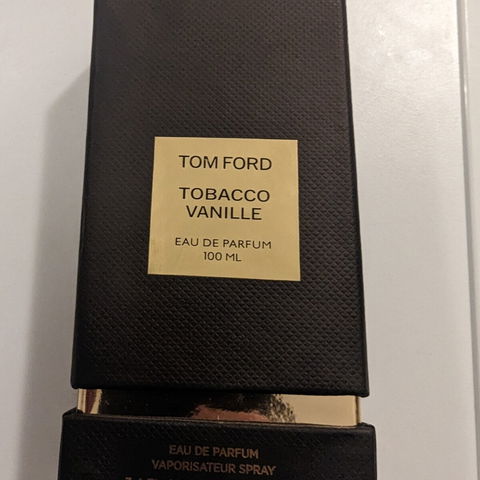 TOM FORD
TOBACCO
VANILLE
EAU DE PARFUM
100 ML
EAU DE PARFUM
VAPORISATEUR SPRAY